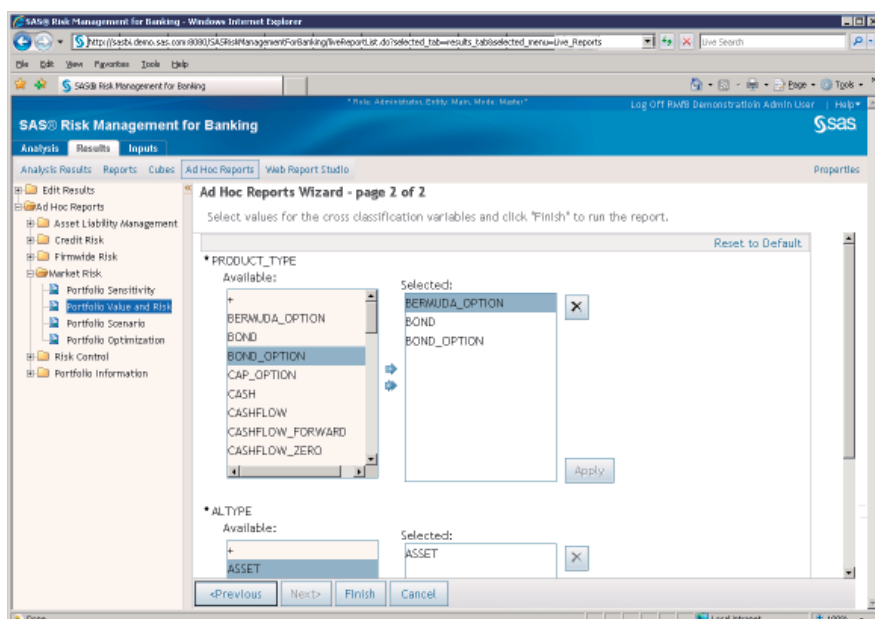 SAS® Risk Management for Banking - Windows Internet Explorer
Live Search
File Edit View Favorites Tools Help
SAS® Risk Management for Banking
Page Tools
"Role: Administrator, Entity: Main, Mode: Master"
Log Off RMfB Demonstration Admin User | Help
SAS® Risk Management for Banking
sas
Analysis Results Inputs
Analysis Results Reports Cubes Ad Hoc Reports Web Report Studio Properties
Edit Results
Ad Hoc Reports
Asset Liability Management
Credit Risk
Firmwide Risk
Market Risk
Portfolio Sensitivity
Portfolio Value and Risk
Portfolio Scenario
Portfolio Optimization
Risk Control
Portfolio Information
Ad Hoc Reports Wizard - page 2 of 2
Select values for the cross classification variables and click "Finish" to run the report.
Reset to Default
* PRODUCT_TYPE
Available:
+
BERMUDA_OPTION
BOND
BOND_OPTION
CAP_OPTION
CASH
CASHFLOW
CASHFLOW_FORWARD
CASHFLOW_ZERO
Selected:
BERMUDA_OPTION
BOND
BOND_OPTION
Apply
* ALTYPE
Available:
+
ASSET
Selected:
ASSET
<Previous Next> Finish Cancel
Done
Local intranet
100%